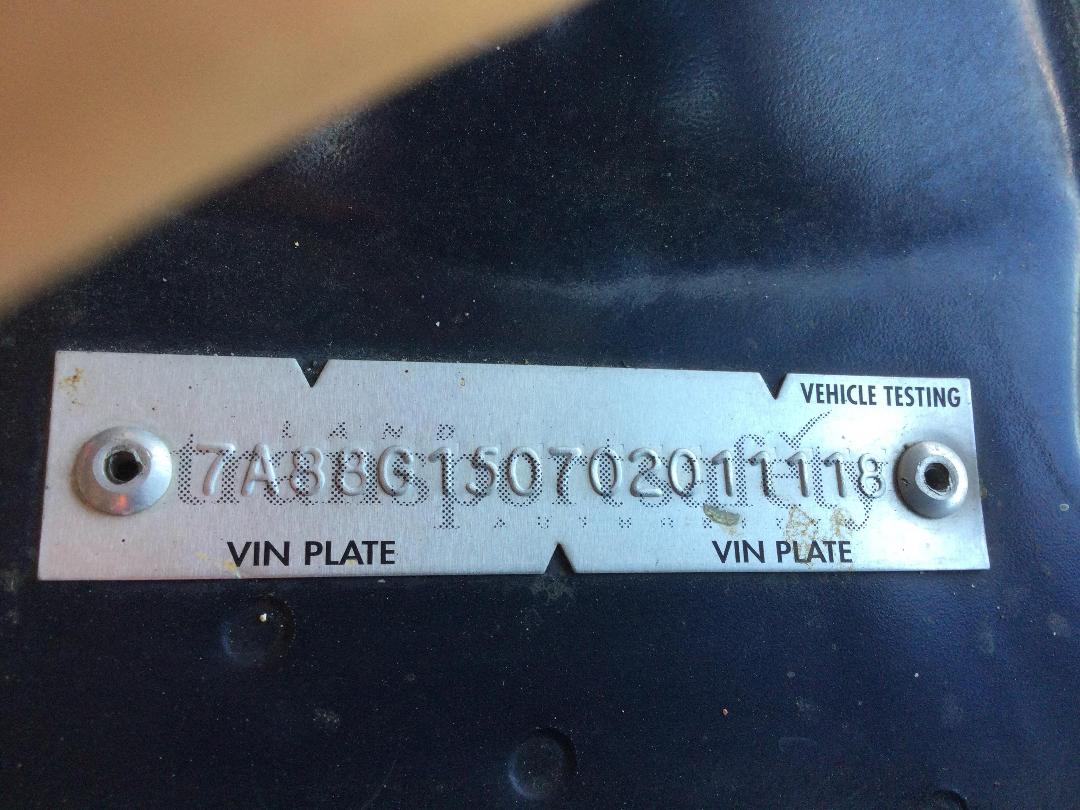 VEHICLE TESTING
7A8BG150702011118
VIN PLATE VIN PLATE